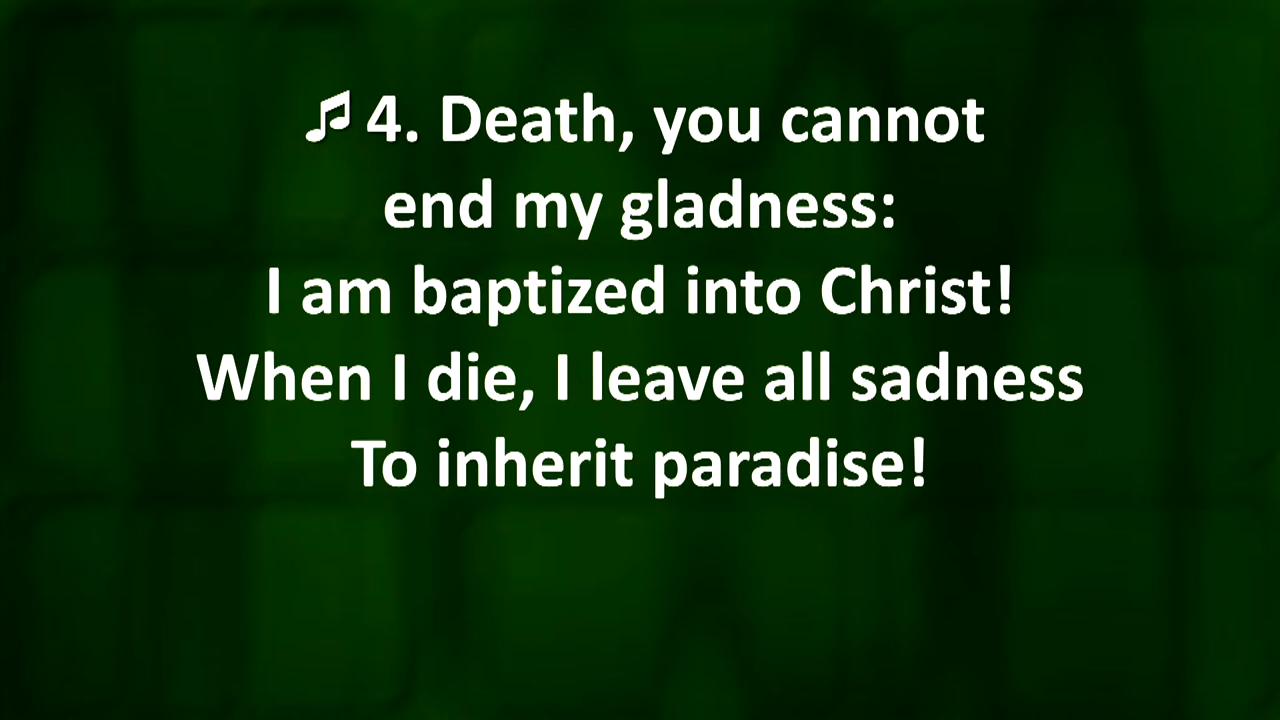 ♫ 4. Death, you cannot
end my gladness:
I am baptized into Christ!
When I die, I leave all sadness
To inherit paradise!